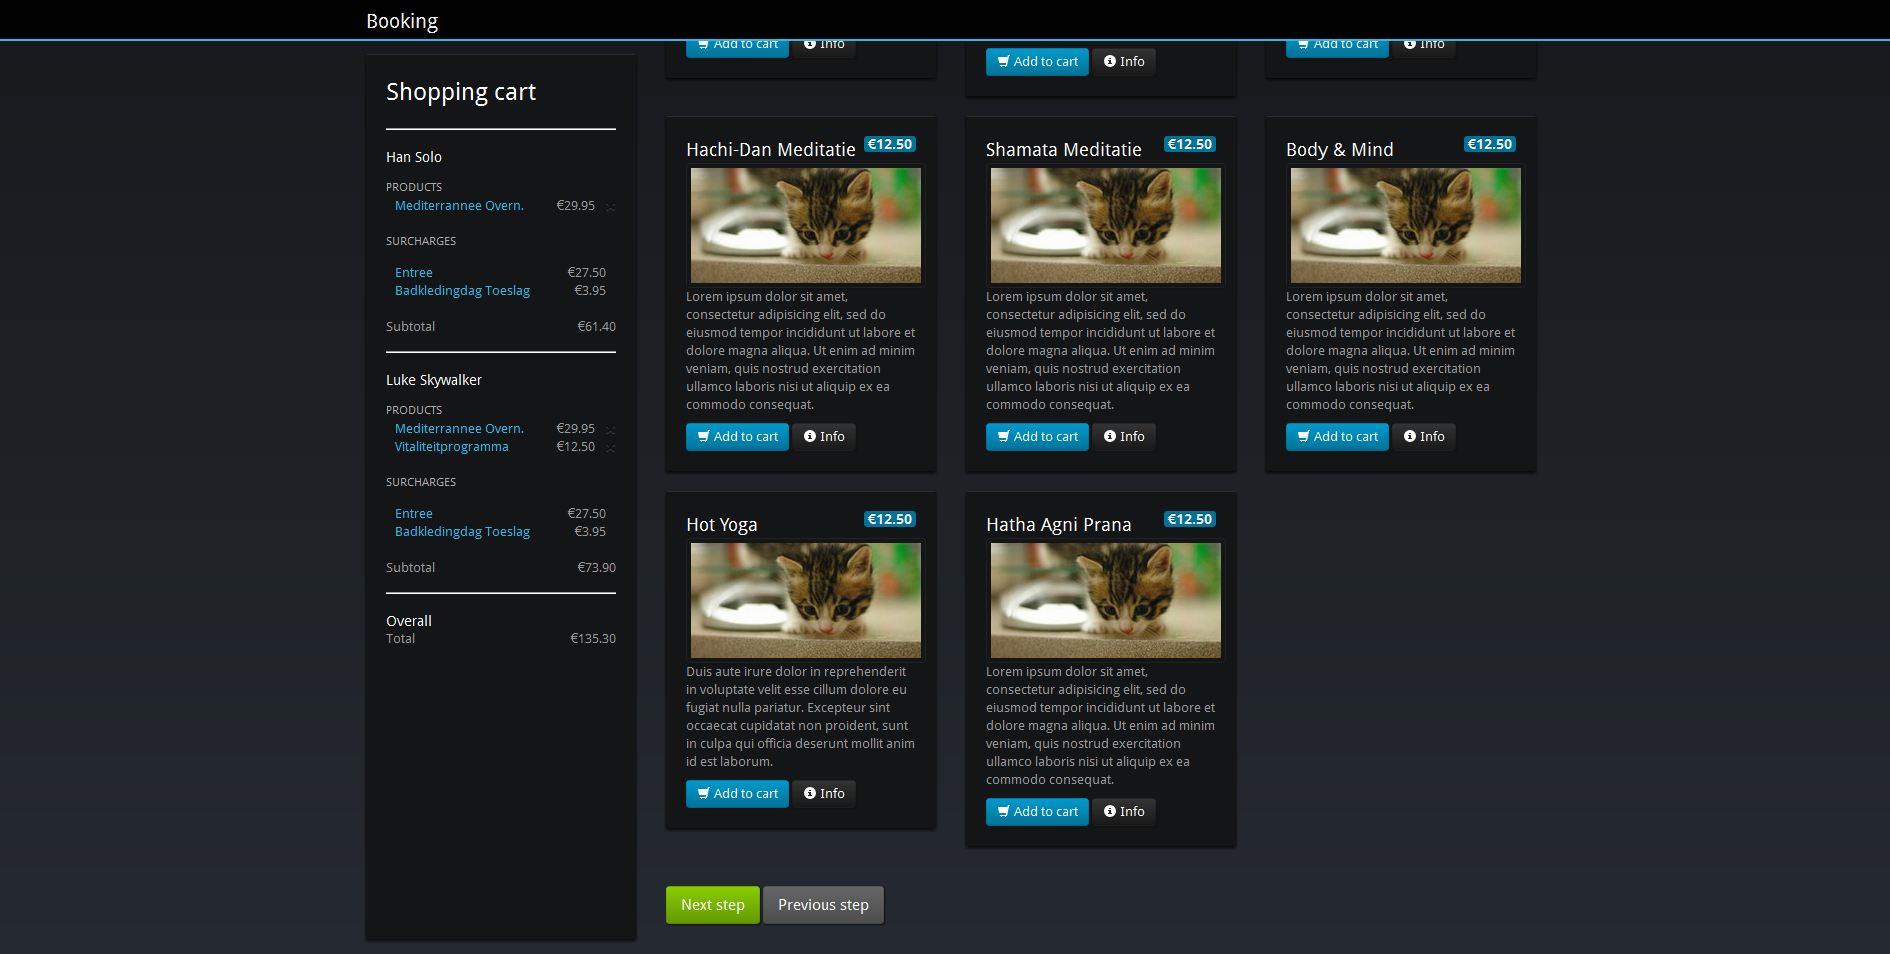 Booking
Shopping cart
Han Solo
PRODUCTS
Mediterrannee Overn. €29.95
SURCHARGES
Entree €27.50
Badkledingdag Toeslag €3.95
Subtotal €61.40
Luke Skywalker
PRODUCTS
Mediterrannee Overn. €29.95
Vitaliteitprogramma €12.50
SURCHARGES
Entree €27.50
Badkledingdag Toeslag €3.95
Subtotal €73.90
Overall
Total €135.30
Add to cart Info
Add to cart Info
Add to cart Info
Hachi-Dan Meditatie €12.50
Lorem ipsum dolor sit amet,
consectetur adipisicing elit, sed do
eiusmod tempor incididunt ut labore et
dolore magna aliqua. Ut enim ad minim
veniam, quis nostrud exercitation
ullamco laboris nisi ut aliquip ex ea
commodo consequat.
Add to cart Info
Shamata Meditatie €12.50
Lorem ipsum dolor sit amet,
consectetur adipisicing elit, sed do
eiusmod tempor incididunt ut labore et
dolore magna aliqua. Ut enim ad minim
veniam, quis nostrud exercitation
ullamco laboris nisi ut aliquip ex ea
commodo consequat.
Add to cart Info
Body & Mind €12.50
Lorem ipsum dolor sit amet,
consectetur adipisicing elit, sed do
eiusmod tempor incididunt ut labore et
dolore magna aliqua. Ut enim ad minim
veniam, quis nostrud exercitation
ullamco laboris nisi ut aliquip ex ea
commodo consequat.
Add to cart Info
Hot Yoga €12.50
Duis aute irure dolor in reprehenderit
in voluptate velit esse cillum dolore eu
fugiat nulla pariatur. Excepteur sint
occaecat cupidatat non proident, sunt
in culpa qui officia deserunt mollit anim
id est laborum.
Add to cart Info
Hatha Agni Prana €12.50
Lorem ipsum dolor sit amet,
consectetur adipisicing elit, sed do
eiusmod tempor incididunt ut labore et
dolore magna aliqua. Ut enim ad minim
veniam, quis nostrud exercitation
ullamco laboris nisi ut aliquip ex ea
commodo consequat.
Add to cart Info
Next step Previous step